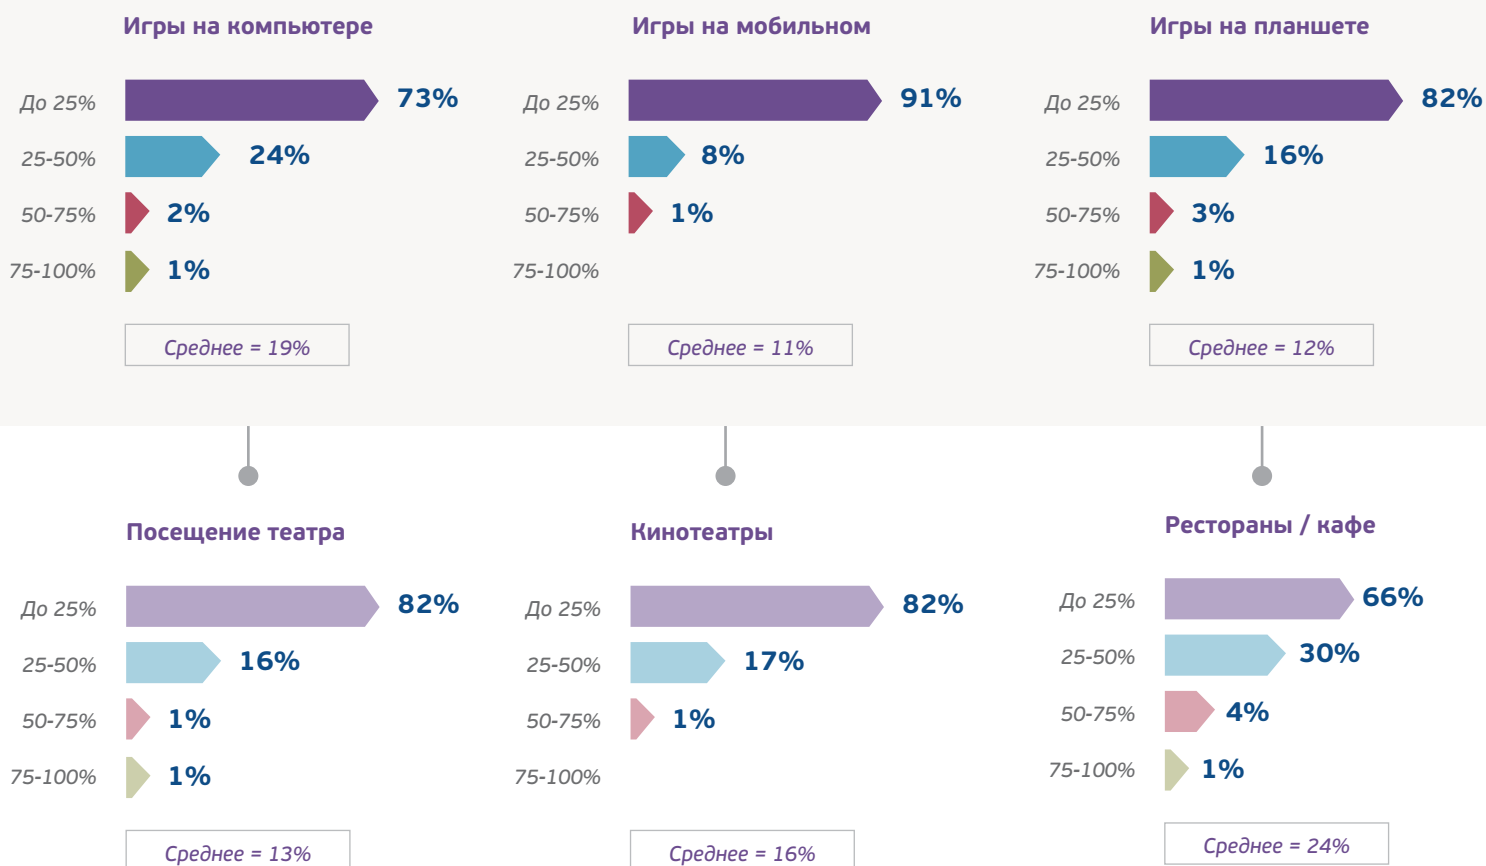 Игры на компьютере
До 25% 73%
25-50% 24%
50-75% 2%
75-100% 1%
Среднее = 19%
Игры на мобильном
До 25% 91%
25-50% 8%
50-75% 1%
75-100%
Среднее = 11%
Игры на планшете
До 25% 82%
25-50% 16%
50-75% 3%
75-100% 1%
Среднее = 12%
Посещение театра
До 25% 82%
25-50% 16%
50-75% 1%
75-100% 1%
Среднее = 13%
Кинотеатры
До 25% 82%
25-50% 17%
50-75% 1%
75-100%
Среднее = 16%
Рестораны / кафе
До 25% 66%
25-50% 30%
50-75% 4%
75-100% 1%
Среднее = 24%